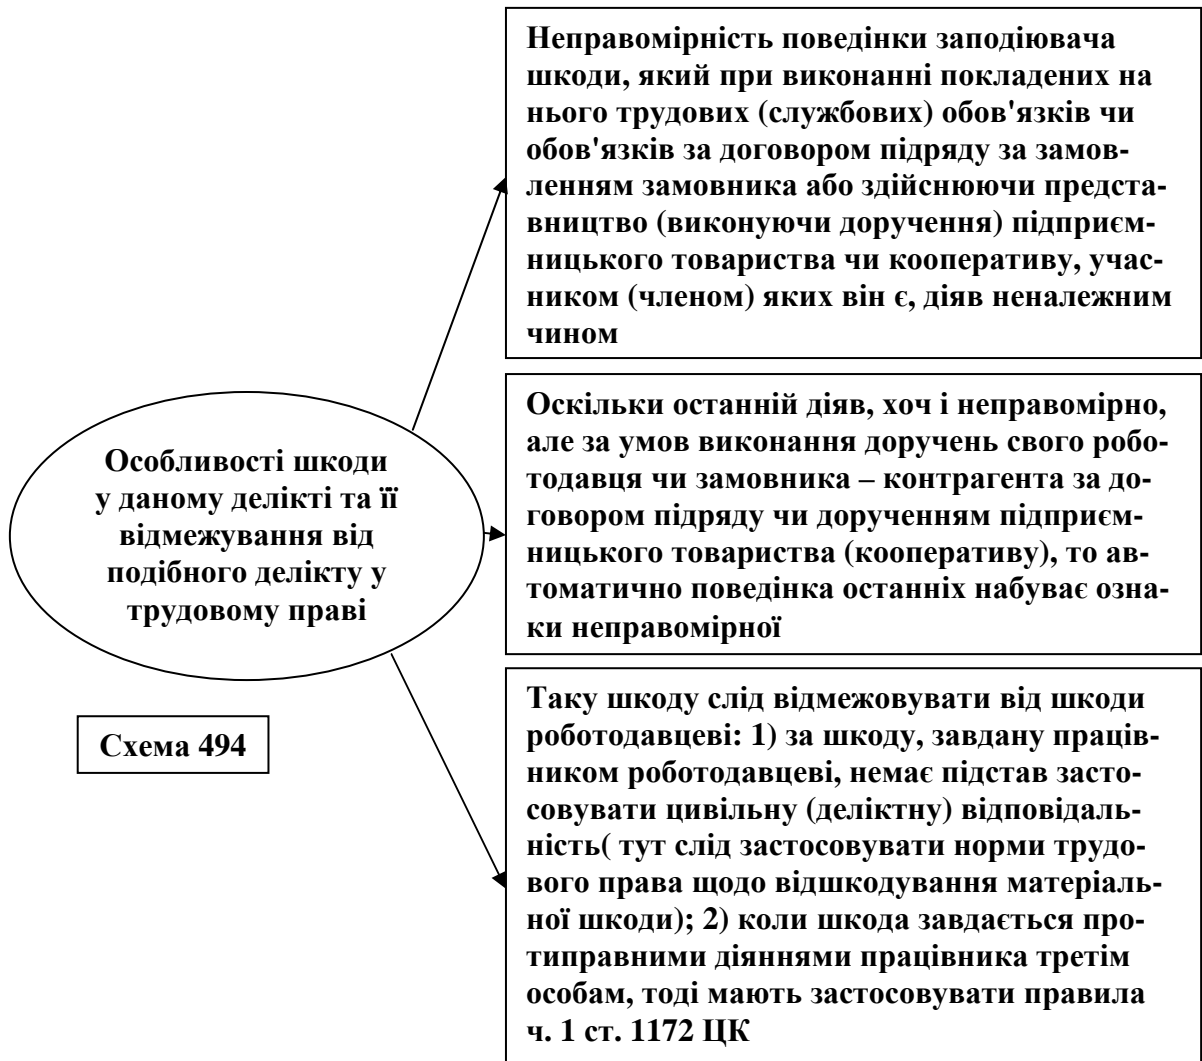 Неправомірність поведінки заподіювача
шкоди, який при виконанні покладених на
нього трудових (службових) обов'язків чи
обов'язків за договором підряду за замов-
ленням замовника або здійснюючи предста-
вництво (виконуючи доручення) підприєм-
ницького товариства чи кооперативу, учас-
ником (членом) яких він є, діяв неналежним
чином
Оскільки останній діяв, хоч і неправомірно,
але за умов виконання доручень свого робо-
тодавця чи замовника – контрагента за до-
говором підряду чи дорученням підприєм-
ницького товариства (кооперативу), то ав-
томатично поведінка останніх набуває озна-
ки неправомірної
Особливості шкоди
у даному делікті та її
відмежування від
подібного делікту у
трудовому праві
Схема 494
Таку шкоду слід відмежовувати від шкоди
роботодавцеві: 1) за шкоду, завдану праців-
ником роботодавцеві, немає підстав засто-
совувати цивільну (деліктну) відповідаль-
ність( тут слід застосовувати норми трудо-
вого права щодо відшкодування матеріаль-
ної шкоди); 2) коли шкода завдається про-
типравними діяннями працівника третім
особам, тоді мають застосовувати правила
ч. 1 ст. 1172 ЦК